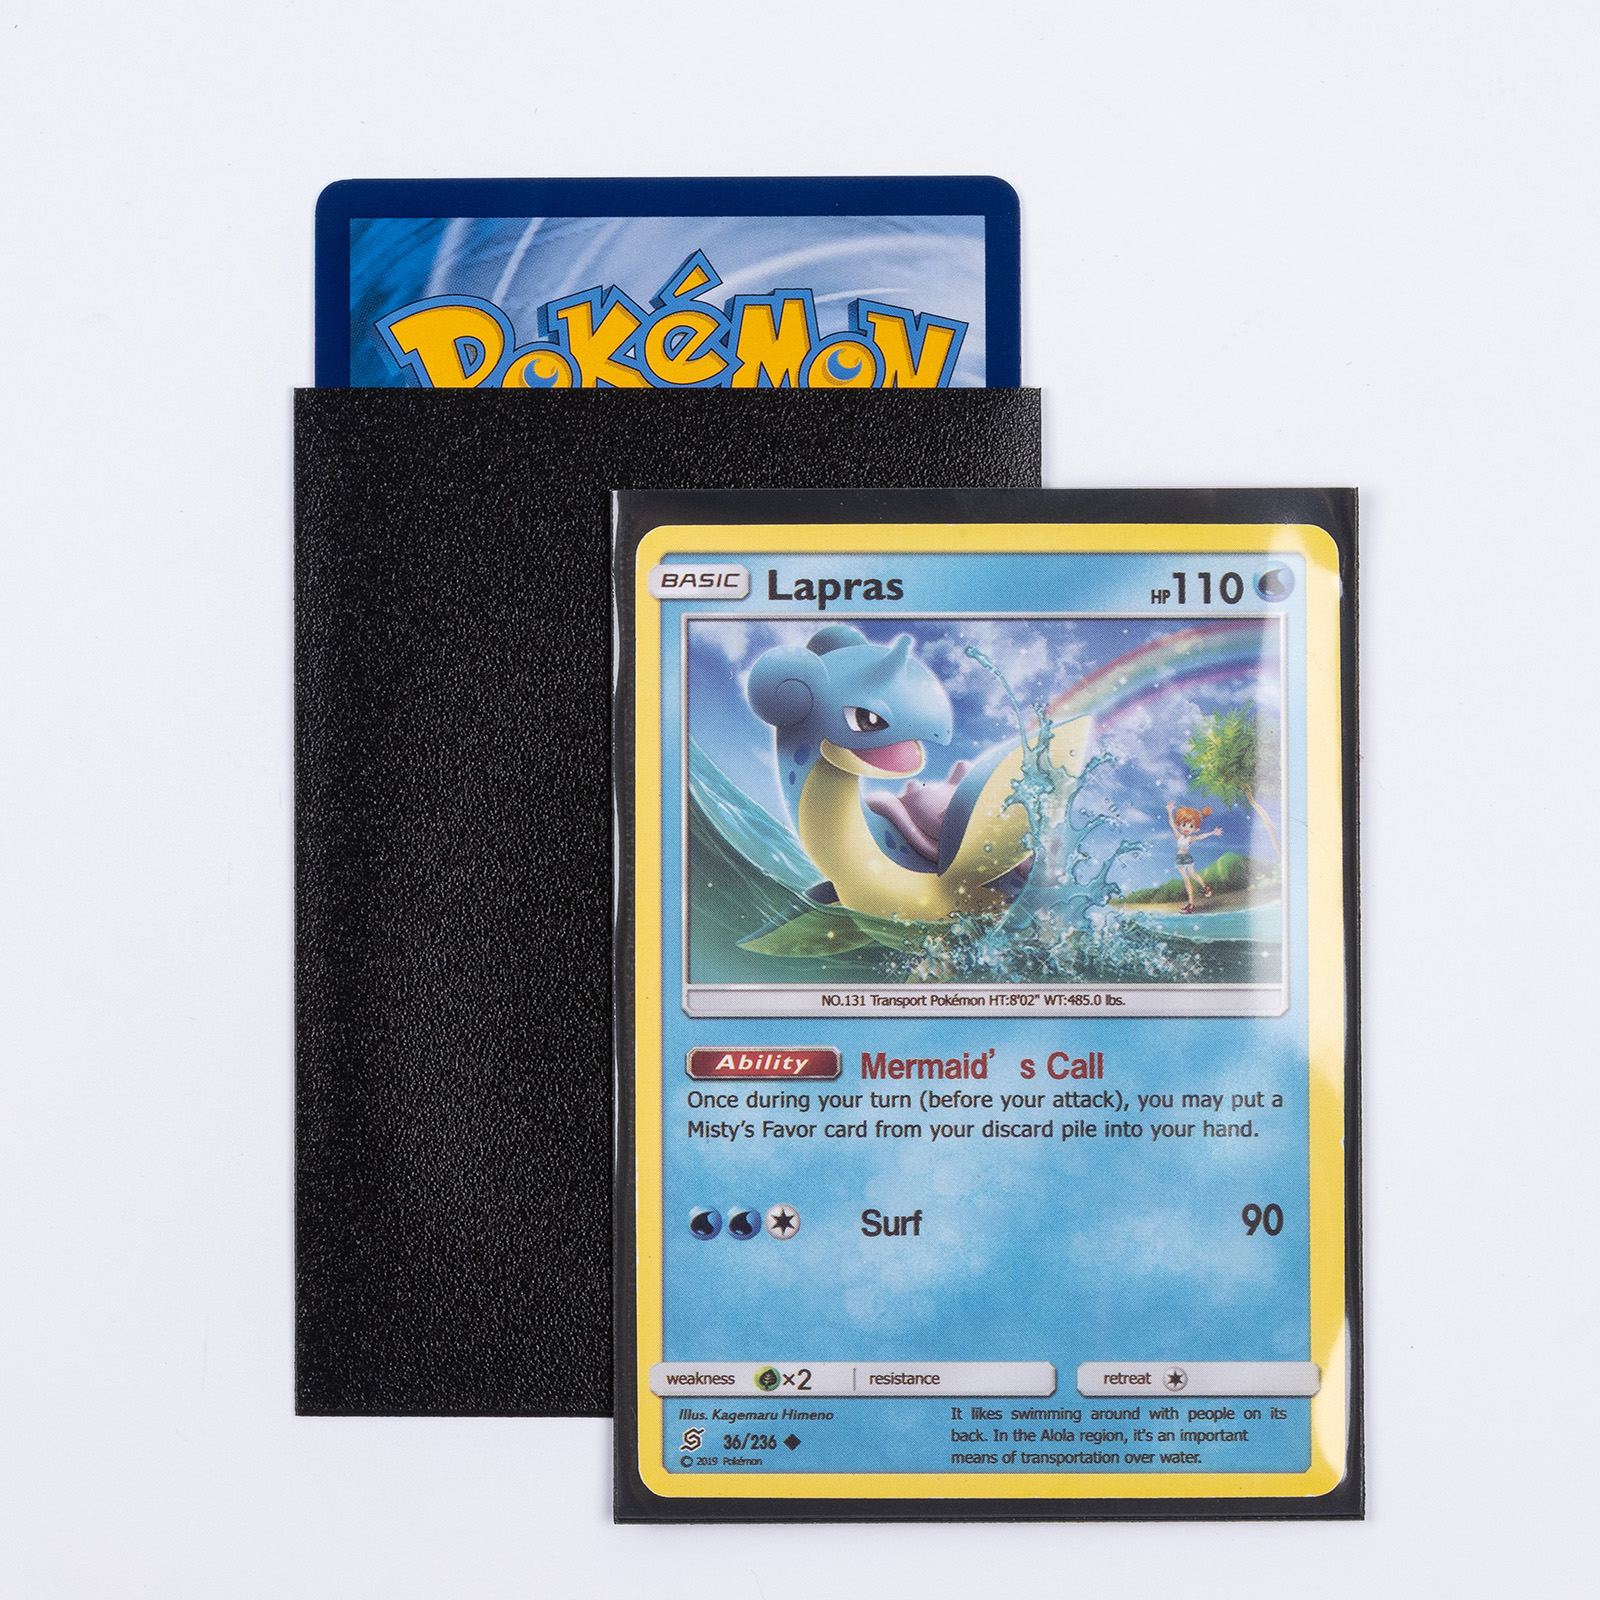 POKéMON
BASIC Lapras HP110
NO.131 Transport Pokémon HT:8'02" WT:485.0 lbs.
Ability Mermaid’ s Call
Once during your turn (before your attack), you may put a
Misty’s Favor card from your discard pile into your hand.
Surf 90
weakness ×2 resistance retreat
Illus. Kagemaru Himeno
36/236
© 2019 Pokémon
It likes swimming around with people on its
back. In the Alola region, it's an important
means of transportation over water.